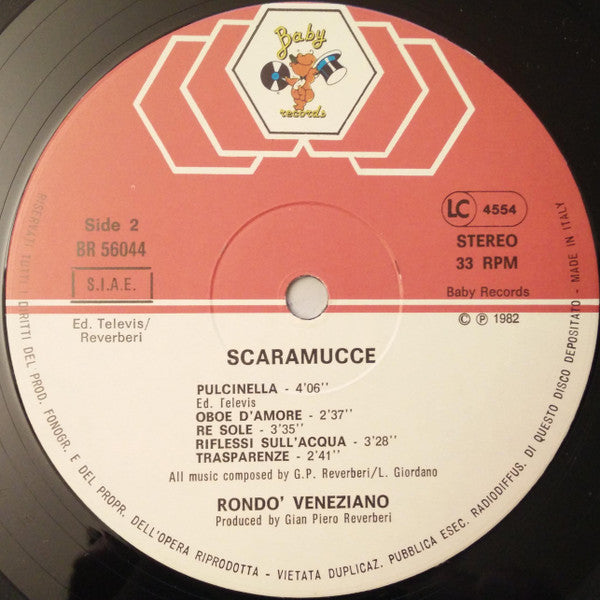 Baby
records
Side 2
BR 56044
S.I.A.E.
Ed. Televis/
Reverberi
LC 4554
STEREO
33 RPM
Baby Records
© ℗ 1982
SCARAMUCCE
PULCINELLA - 4'06''
Ed. Televis
OBOE D'AMORE - 2'37''
RE SOLE - 3'35''
RIFLESSI SULL'ACQUA - 3'28''
TRASPARENZE - 2'41''
All music composed by G.P. Reverberi/L. Giordano
RONDO' VENEZIANO
Produced by Gian Piero Reverberi
RISERVATI TUTTI I DIRITTI DEL PROD. FONOGR. E DEL PROPR. DELL'OPERA RIPRODOTTA - VIETATA DUPLICAZ. PUBBLICA ESEC. RADIODIFFUS. DI QUESTO DISCO DEPOSITATO - MADE IN ITALY